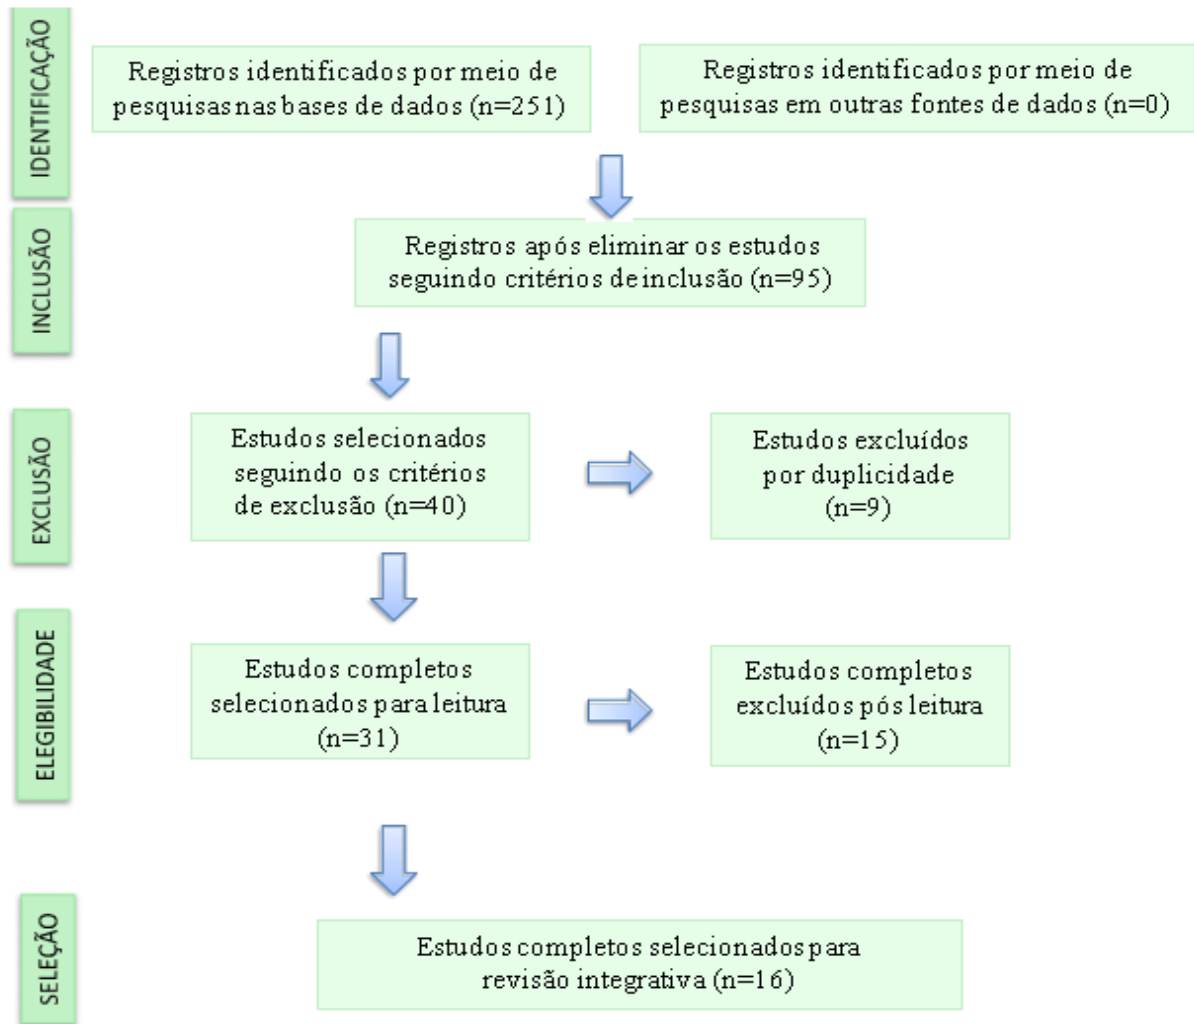 IDENTIFICAÇÃO
Registros identificados por meio de
pesquisas nas bases de dados (n=251)
Registros identificados por meio de
pesquisas em outras fontes de dados (n=0)
INCLUSÃO
Registros após eliminar os estudos
seguindo critérios de inclusão (n=95)
EXCLUSÃO
Estudos selecionados
seguindo os critérios
de exclusão (n=40)
Estudos excluídos
por duplicidade
(n=9)
ELEGIBILIDADE
Estudos completos
selecionados para leitura
(n=31)
Estudos completos
excluídos pós leitura
(n=15)
SELEÇÃO
Estudos completos selecionados para
revisão integrativa (n=16)